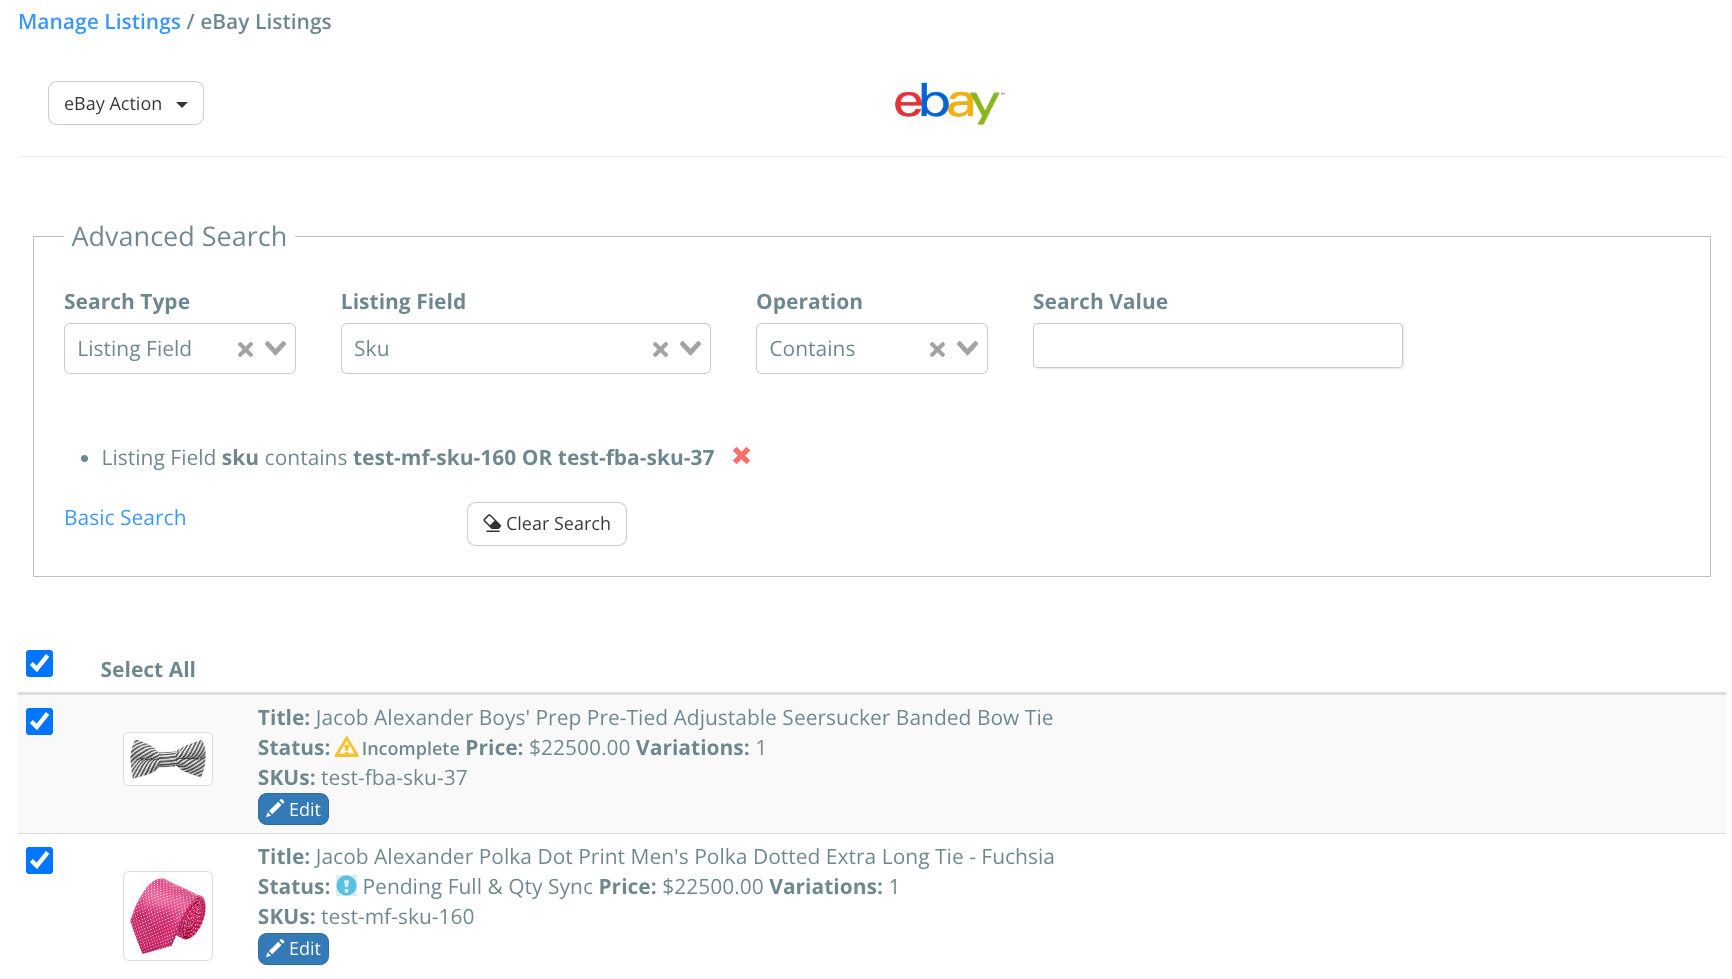 Manage Listings / eBay Listings
eBay Action
ebay™
Advanced Search
Search Type Listing Field Operation Search Value
Listing Field Sku Contains
Listing Field sku contains test-mf-sku-160 OR test-fba-sku-37
Basic Search Clear Search
Select All
Title: Jacob Alexander Boys' Prep Pre-Tied Adjustable Seersucker Banded Bow Tie
Status: Incomplete Price: $22500.00 Variations: 1
SKUs: test-fba-sku-37
Edit
Title: Jacob Alexander Polka Dot Print Men's Polka Dotted Extra Long Tie - Fuchsia
Status: Pending Full & Qty Sync Price: $22500.00 Variations: 1
SKUs: test-mf-sku-160
Edit